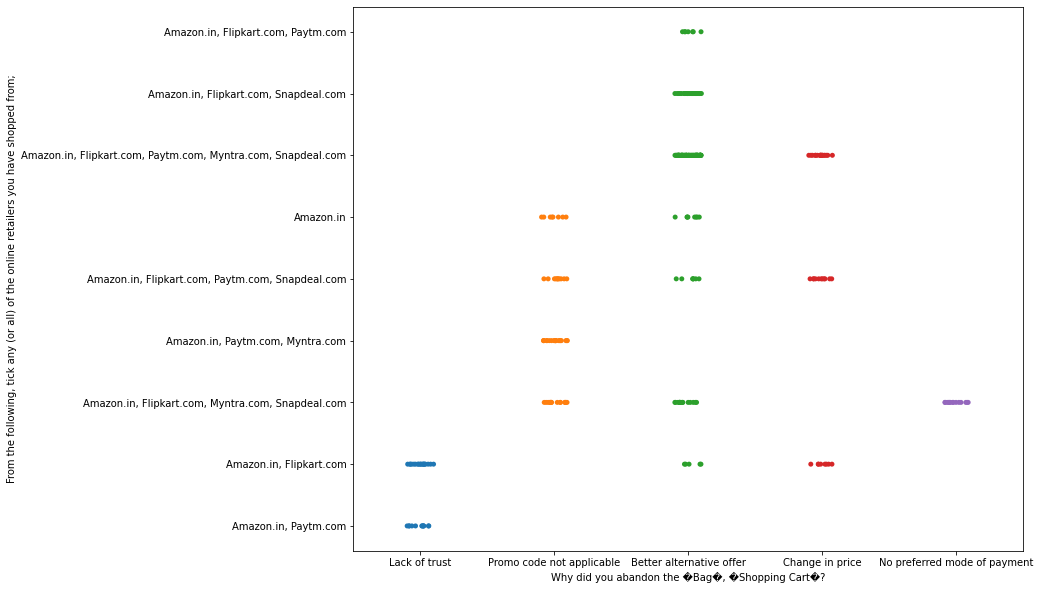 From the following, tick any (or all) of the online retailers you have shopped from;
Amazon.in, Flipkart.com, Paytm.com
Amazon.in, Flipkart.com, Snapdeal.com
Amazon.in, Flipkart.com, Paytm.com, Myntra.com, Snapdeal.com
Amazon.in
Amazon.in, Flipkart.com, Paytm.com, Snapdeal.com
Amazon.in, Paytm.com, Myntra.com
Amazon.in, Flipkart.com, Myntra.com, Snapdeal.com
Amazon.in, Flipkart.com
Amazon.in, Paytm.com
Lack of trust Promo code not applicable Better alternative offer Change in price No preferred mode of payment
Why did you abandon the �Bag�, �Shopping Cart�?